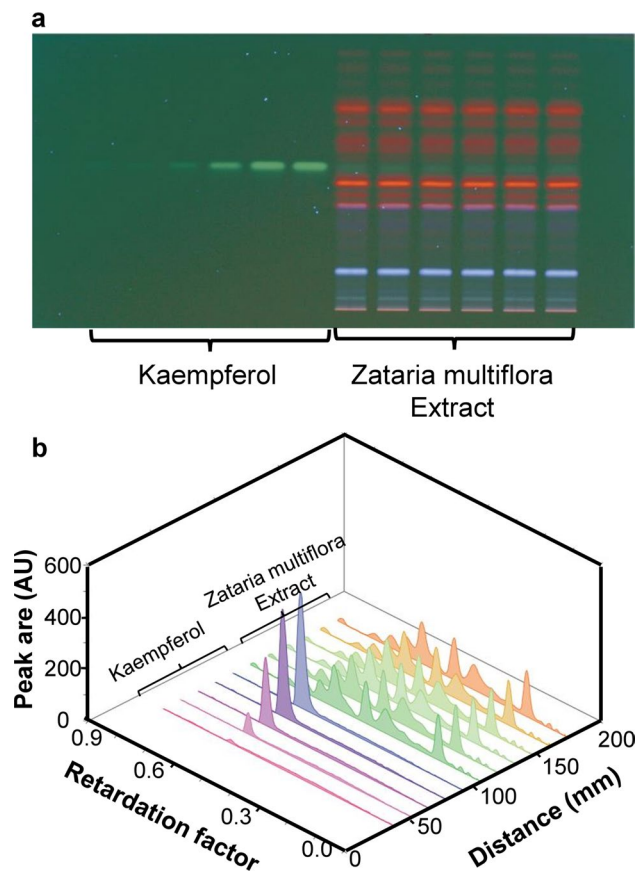 a
Kaempferol
Zataria multiflora
Extract
b
600
400
200
0
Peak are (AU)
Kaempferol
Zataria multiflora
Extract
0.9
0.6
0.3
0.0
Retardation factor
0
50
100
150
200
Distance (mm)